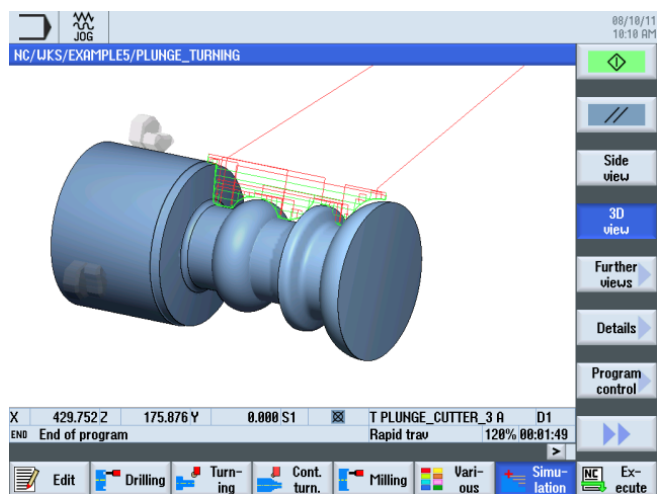 JOG
08/10/11
10:10 AM
NC/WKS/EXAMPLE5/PLUNGE_TURNING
Side
view
3D
view
Further
views
Details
Program
control
X 429.752 Z 175.876 Y 0.000 S1 T PLUNGE_CUTTER_3 A D1
END End of program Rapid trav 120% 00:01:49
>
Edit
Drilling
Turn-
ing
Cont.
turn.
Milling
Vari-
ous
Simu-
lation
NC
Ex-
ecute